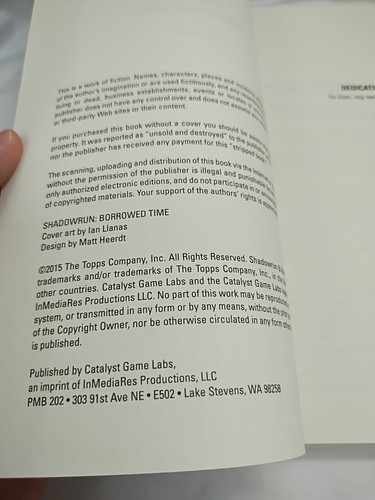 This is a work of fiction. Names, characters, places and
of the author's imagination or are used fictitiously, and any
living or dead, business establishments, events or locales is
publisher does not have any control over and does not assume
or third-party Web sites or their content.
If you purchased this book without a cover you should be
property. It was reported as "unsold and destroyed" to the
nor the publisher has received any payment for this "stripped
The scanning, uploading and distribution of this book via the
without the permission of the publisher is illegal and punishable
only authorized electronic editions, and do not participate in or
of copyrighted materials. Your support of the authors' rights is
SHADOWRUN: BORROWED TIME
Cover art by Ian Llanas
Design by Matt Heerdt
©2015 The Topps Company, Inc. All Rights Reserved. Shadowrun &
trademarks and/or trademarks of The Topps Company, Inc., in the
other countries. Catalyst Game Labs and the Catalyst Game Labs
InMediaRes Productions LLC. No part of this work may be
system, or transmitted in any form or by any means, without the
of the Copyright Owner, nor be otherwise circulated in any form
is published.
Published by Catalyst Game Labs,
an imprint of InMediaRes Productions, LLC
PMB 202 • 303 91st Ave NE • E502 • Lake Stevens, WA 98258